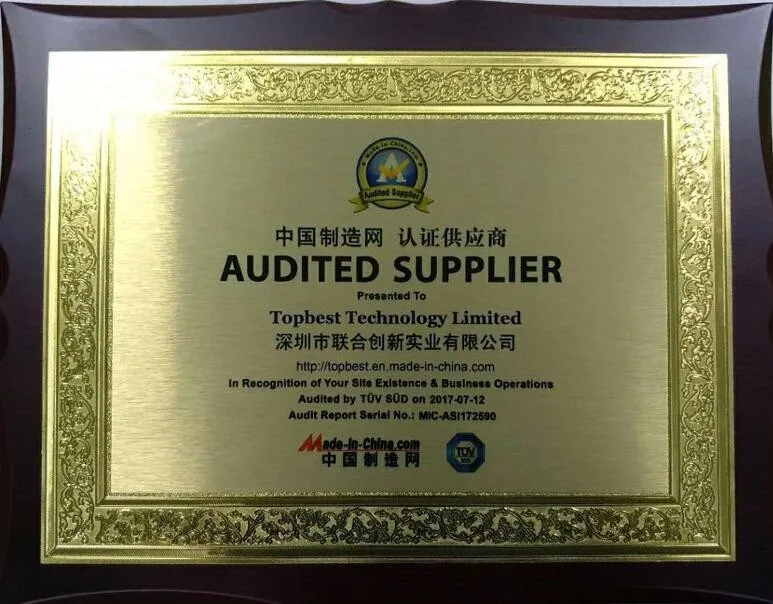 Made-in-China.com
Audited Supplier
中国制造网 认证供应商
AUDITED SUPPLIER
Presented To
Topbest Technology Limited
深圳市联合创新实业有限公司
http://topbest.en.made-in-china.com
In Recognition of Your Site Existence & Business Operations
Audited by TÜV SÜD on 2017-07-12
Audit Report Serial No.: MIC-ASI172590
Made-in-China.com
中国制造网
TÜV
SÜD